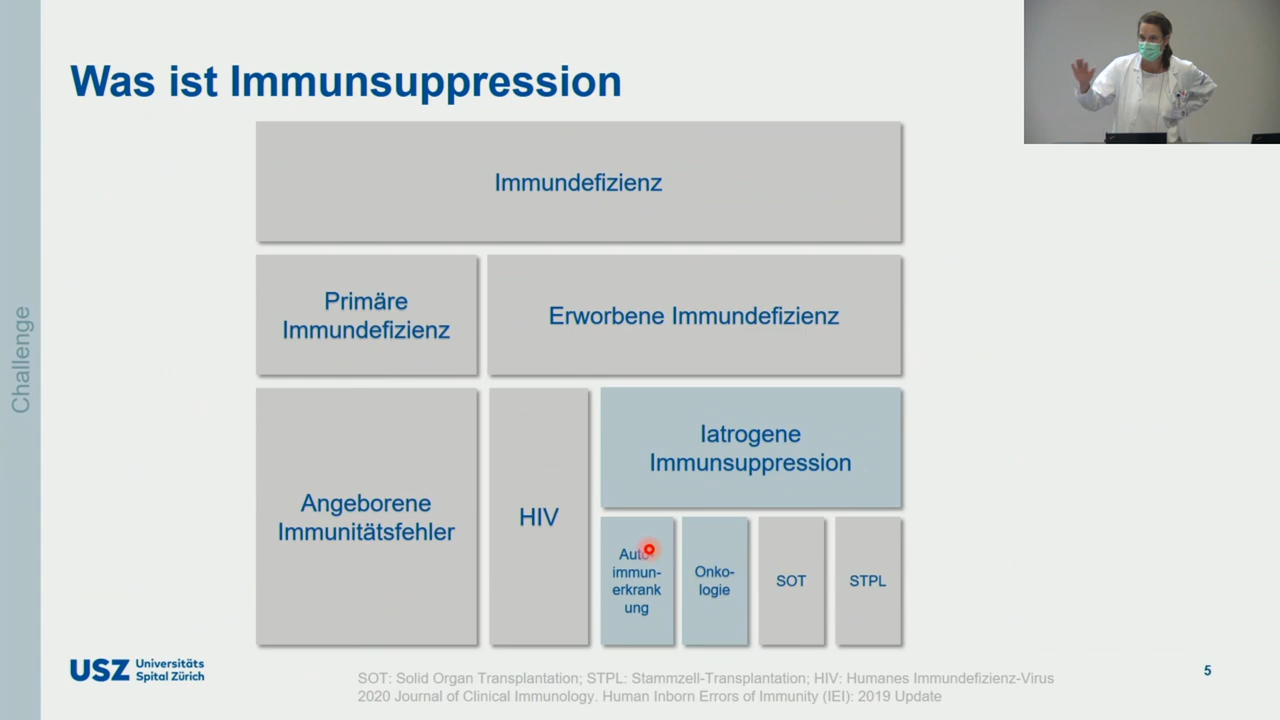 Was ist Immunsuppression
Immundefizienz
Primäre
Immundefizienz
Erworbene Immundefizienz
Angeborene
Immunitätsfehler
HIV
Iatrogene
Immunsuppression
Auto
immun-
erkrank
ung
Onko-
logie
SOT
STPL
Challenge
USZ Universitäts
Spital Zürich
SOT: Solid Organ Transplantation; STPL: Stammzell-Transplantation; HIV: Humanes Immundefizienz-Virus
2020 Journal of Clinical Immunology. Human Inborn Errors of Immunity (IEI): 2019 Update
5